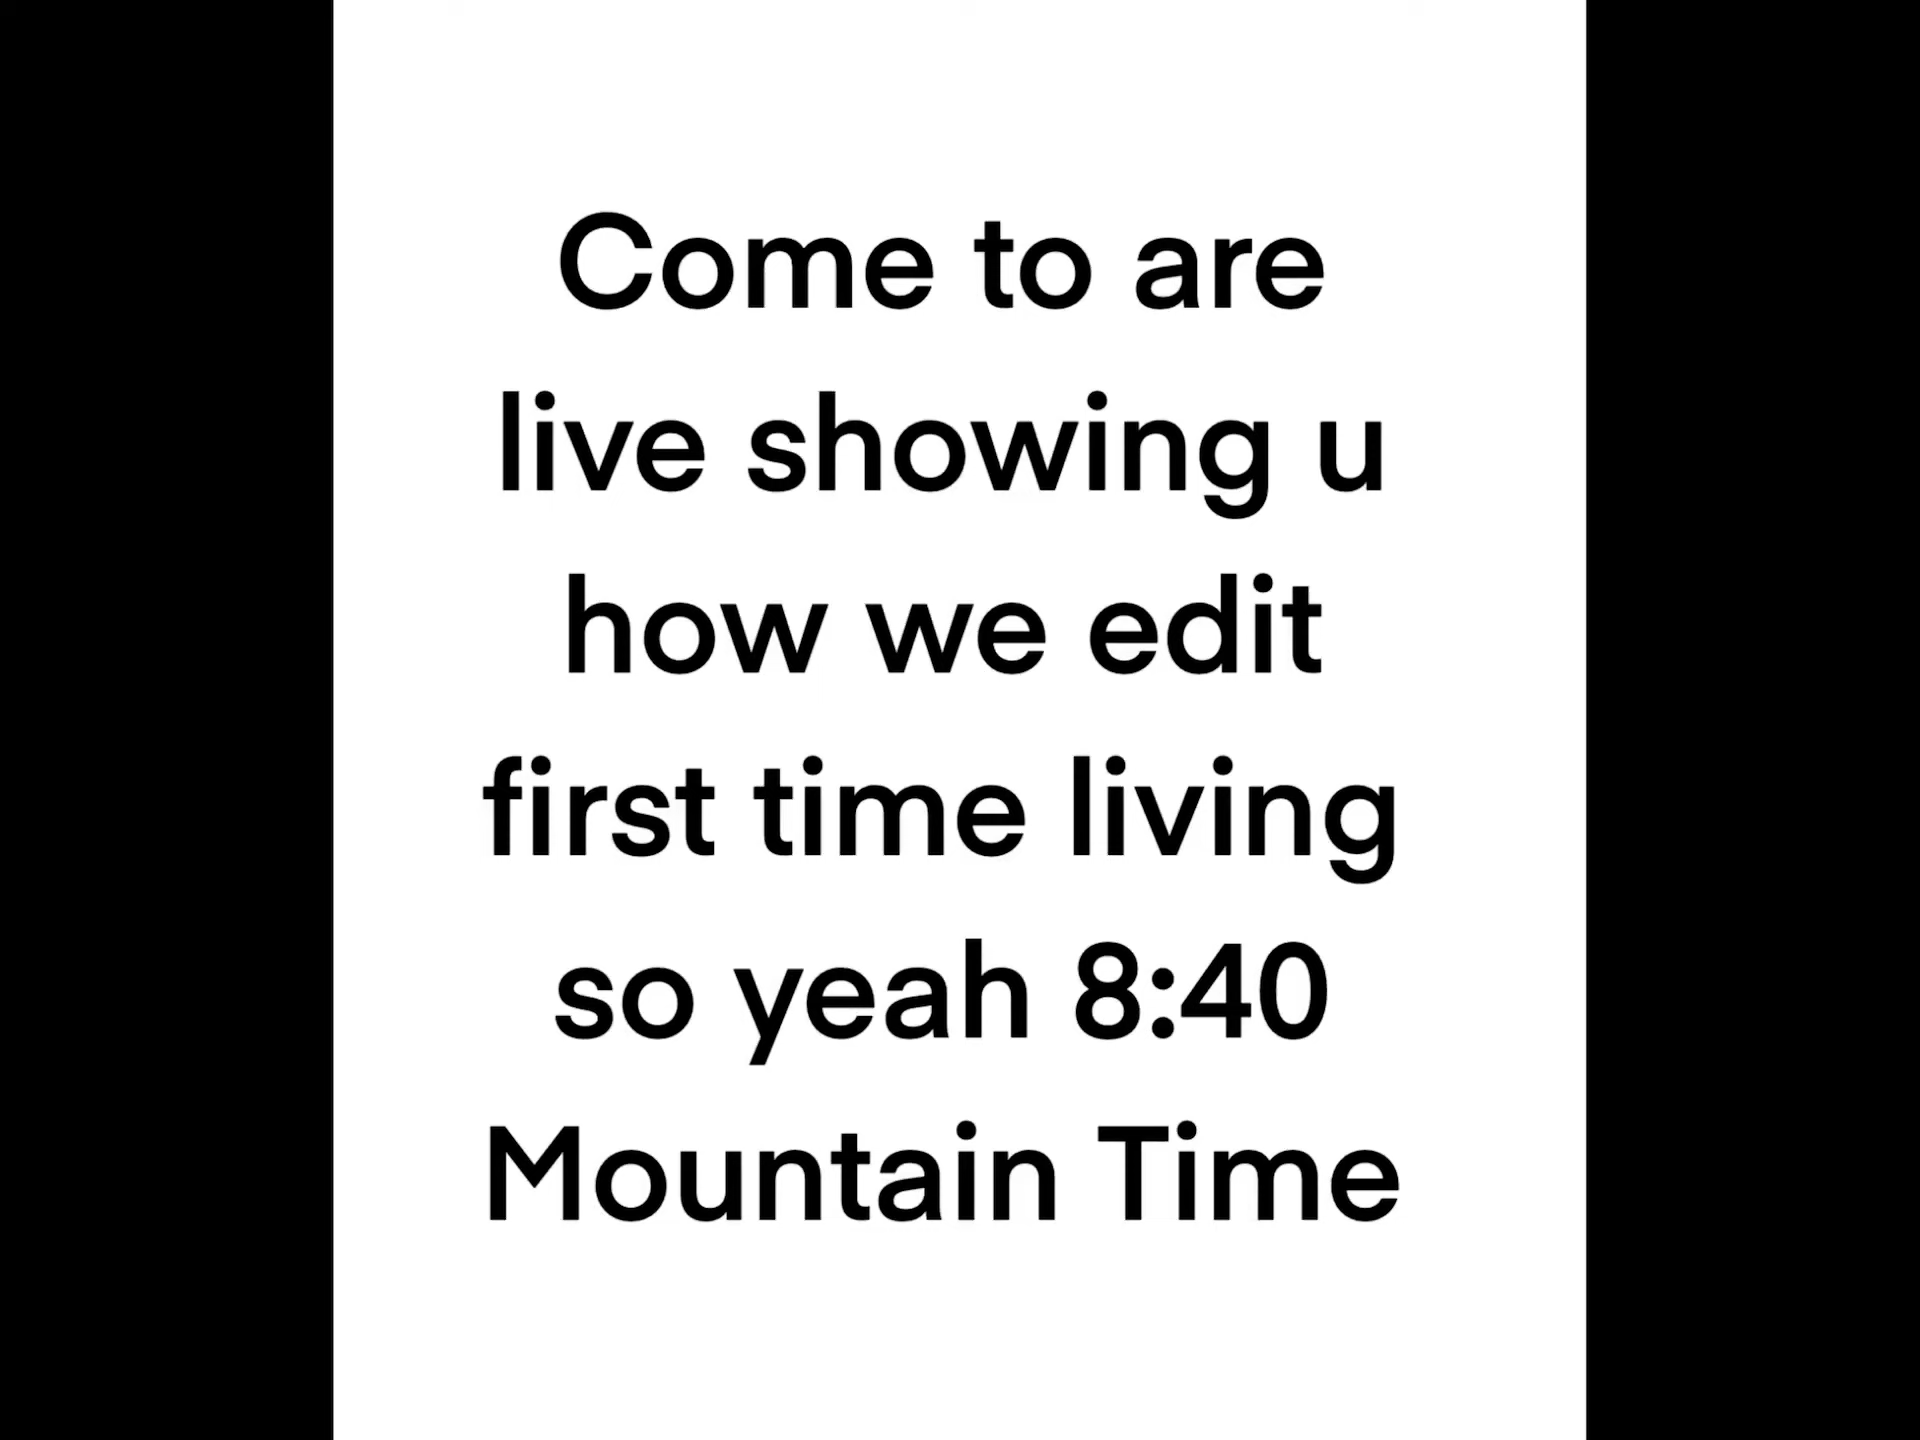 Come to are
live showing u
how we edit
first time living
so yeah 8:40
Mountain Time